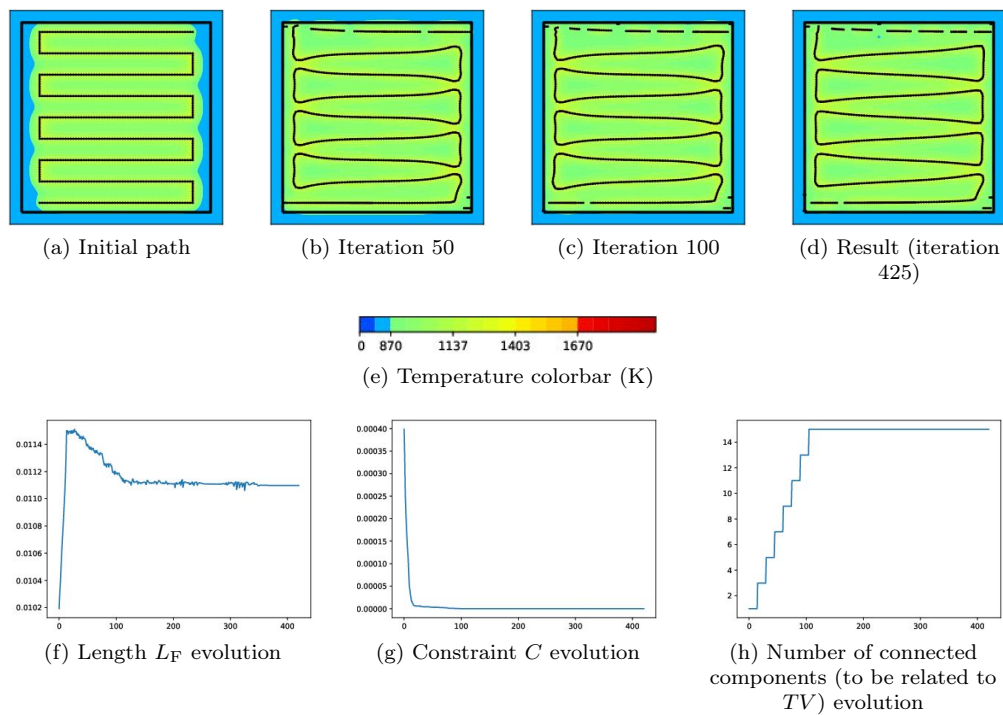 (a) Initial path
(b) Iteration 50
(c) Iteration 100
(d) Result (iteration
425)
0 870 1137 1403 1670
(e) Temperature colorbar (K)
0.0114
0.0112
0.0110
0.0108
0.0106
0.0104
0.0102
0 100 200 300 400
(f) Length L_F evolution
0.00040
0.00035
0.00030
0.00025
0.00020
0.00015
0.00010
0.00005
0.00000
0 100 200 300 400
(g) Constraint C evolution
14
12
10
8
6
4
2
0 100 200 300 400
(h) Number of connected
components (to be related to
TV) evolution